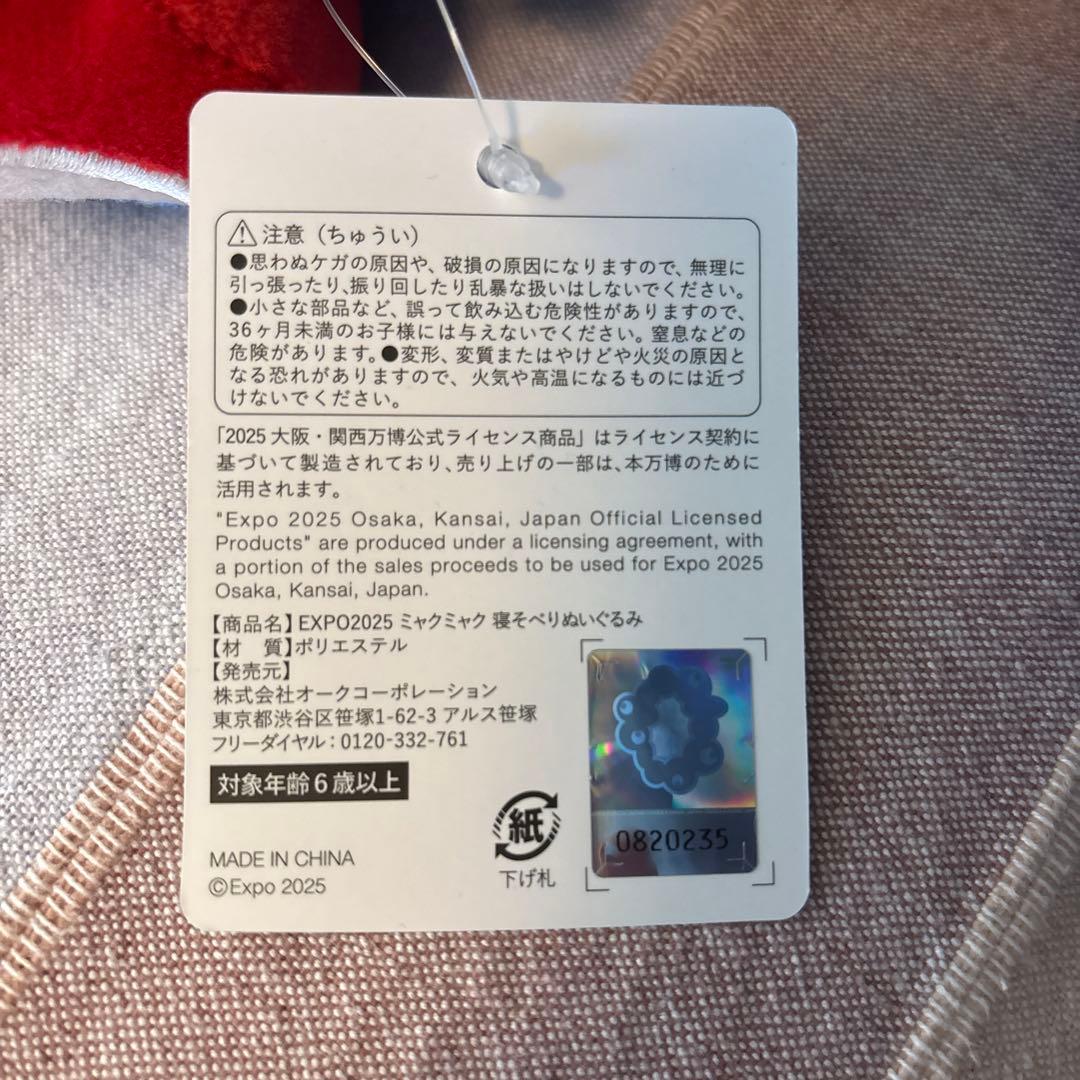 注意（ちゅうい）
●思わぬケガの原因や、破損の原因になりますので、無理に
引っ張ったり、振り回したり乱暴な扱いはしないでください。
●小さな部品など、誤って飲み込む危険性がありますので、
36ヶ月未満のお子様には与えないでください。窒息などの
危険があります。●変形、変質またはやけどや火災の原因と
なる恐れがありますので、火気や高温になるものには近づ
けないでください。
「2025 大阪・関西万博公式ライセンス商品」はライセンス契約に
基づいて製造されており、売り上げの一部は、本万博のために
活用されます。
"Expo 2025 Osaka, Kansai, Japan Official Licensed
Products" are produced under a licensing agreement, with
a portion of the sales proceeds to be used for Expo 2025
Osaka, Kansai, Japan.
【商品名】EXPO2025 ミャクミャク 寝そべりぬいぐるみ
【材　質】ポリエステル
【発売元】
株式会社オークコーポレーション
東京都渋谷区笹塚1-62-3 アルス笹塚
フリーダイヤル：0120-332-761
対象年齢6歳以上
MADE IN CHINA
©Expo 2025
紙
下げ札
0820235